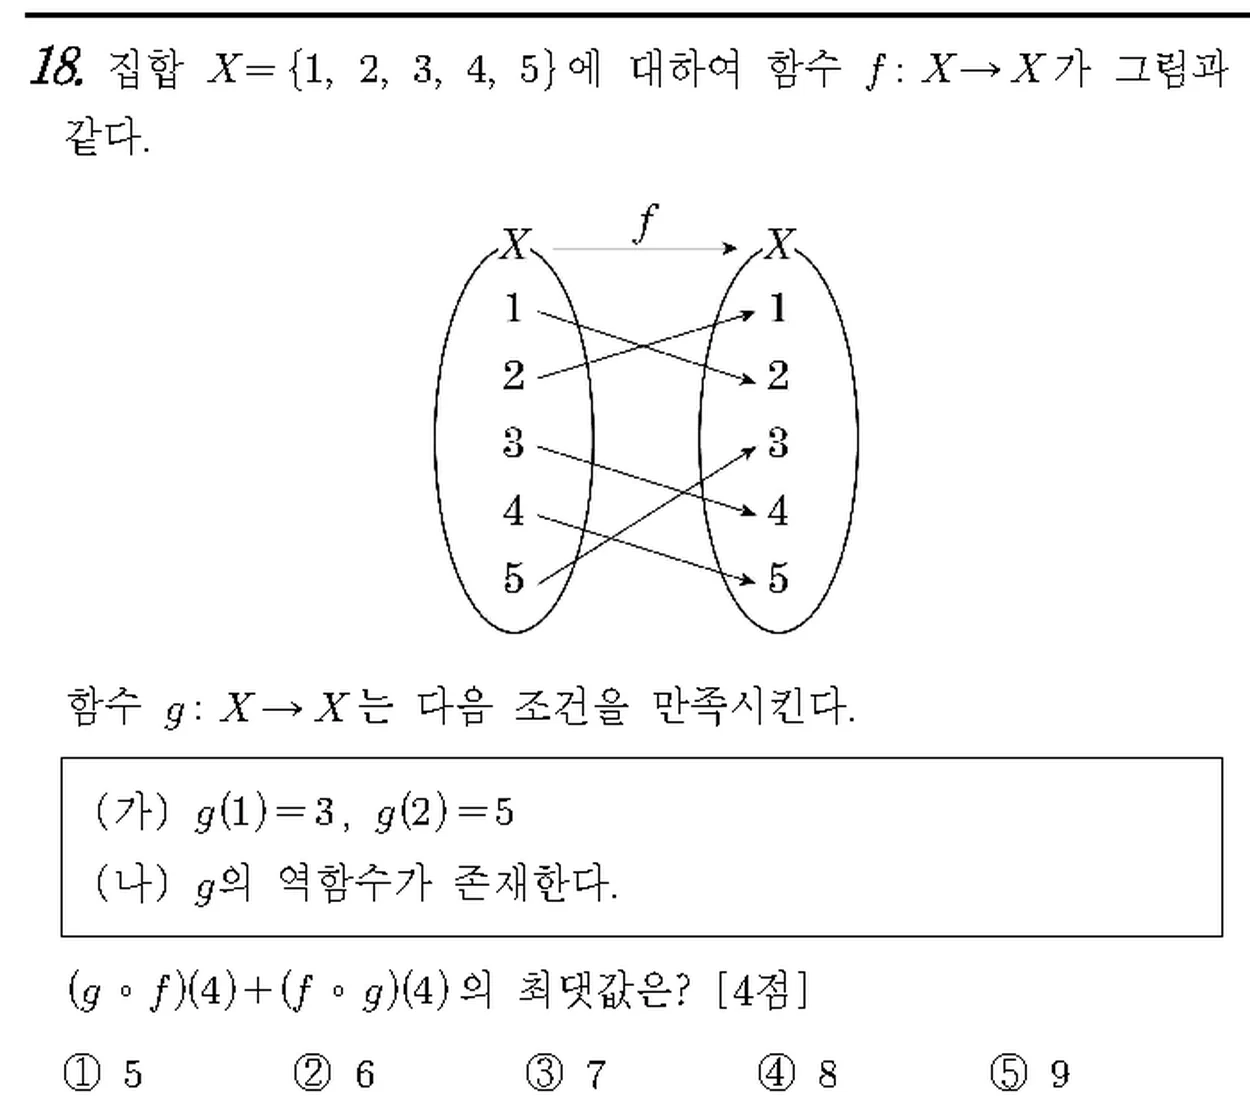 18. 집합 X={1, 2, 3, 4, 5}에 대하여 함수 f: X→X가 그림과
같다.
f
X X
1 1
2 2
3 3
4 4
5 5
함수 g: X→X는 다음 조건을 만족시킨다.
(가) g(1)=3, g(2)=5
(나) g의 역함수가 존재한다.
(g∘f)(4)+(f∘g)(4)의 최댓값은? [4점]
① 5 ② 6 ③ 7 ④ 8 ⑤ 9